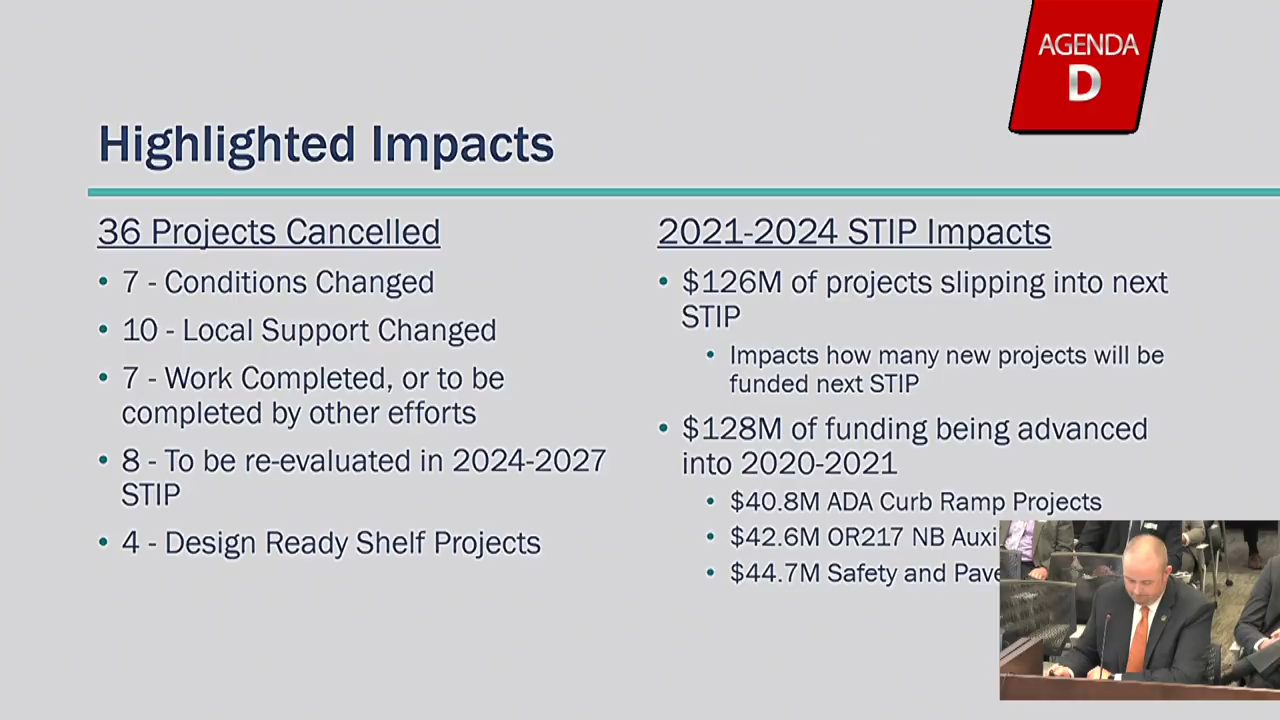 AGENDA
D
Highlighted Impacts
36 Projects Cancelled
• 7 - Conditions Changed
• 10 - Local Support Changed
• 7 - Work Completed, or to be
completed by other efforts
• 8 - To be re-evaluated in 2024-2027
STIP
• 4 - Design Ready Shelf Projects
2021-2024 STIP Impacts
• $126M of projects slipping into next
STIP
• Impacts how many new projects will be
funded next STIP
• $128M of funding being advanced
into 2020-2021
• $40.8M ADA Curb Ramp Projects
• $42.6M OR217 NB
• $44.7M Safety and